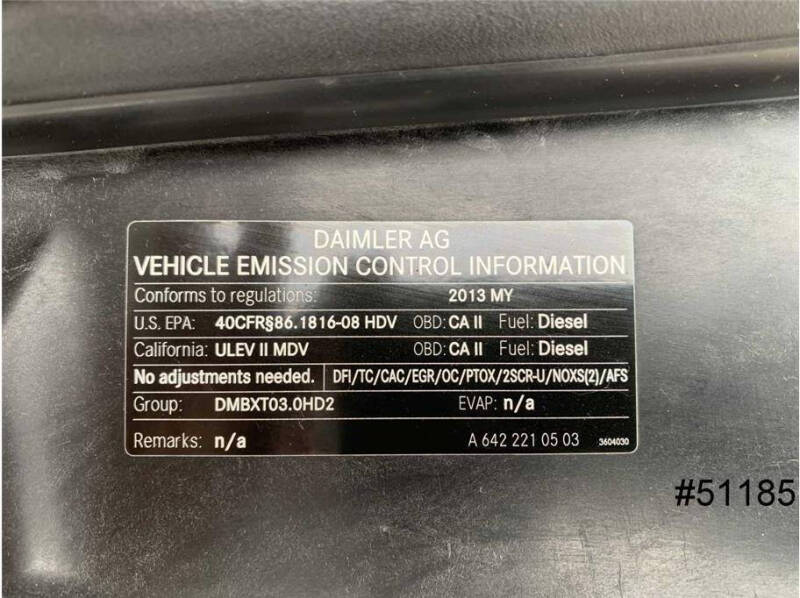 DAIMLER AG
VEHICLE EMISSION CONTROL INFORMATION
Conforms to regulations: 2013 MY
U.S. EPA: 40CFR§86.1816-08 HDV OBD: CA II Fuel: Diesel
California: ULEV II MDV OBD: CA II Fuel: Diesel
No adjustments needed. DFI/TC/CAC/EGR/OC/PTOX/2SCR-U/NOXS(2)/AFS
Group: DMBXT03.0HD2 EVAP: n/a
Remarks: n/a A 642 221 05 03 3604030
#51185